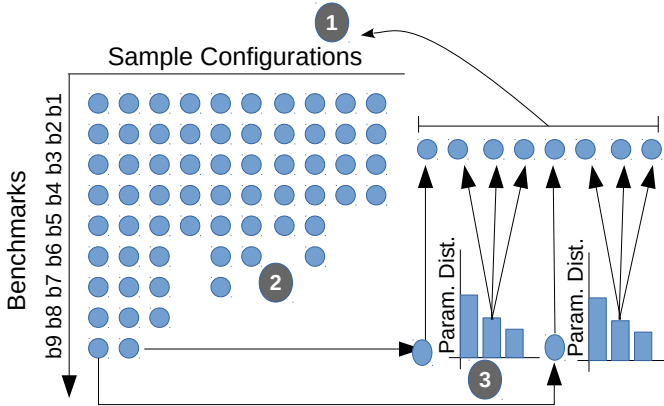 1
Sample Configurations
Benchmarks
b1
b2
b3
b4
b5
b6
b7
b8
b9
2
Param. Dist.
3
Param. Dist.